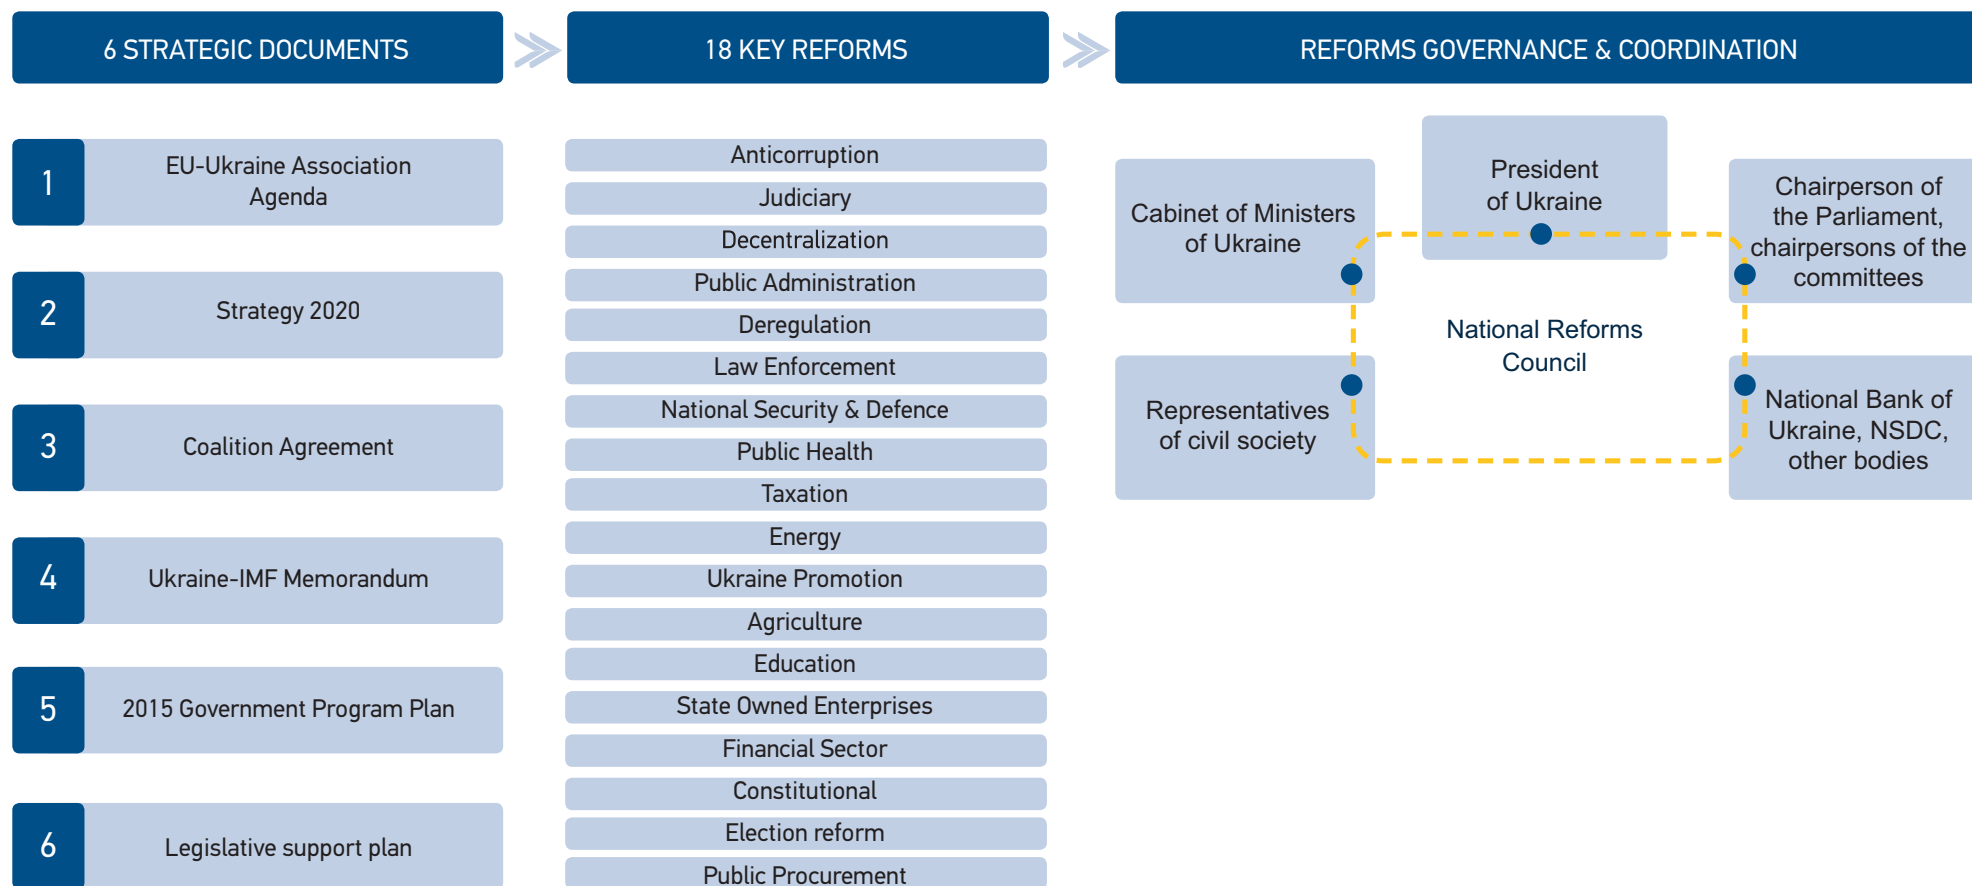 6 STRATEGIC DOCUMENTS
18 KEY REFORMS
REFORMS GOVERNANCE & COORDINATION
1
EU-Ukraine Association
Agenda
2
Strategy 2020
3
Coalition Agreement
4
Ukraine-IMF Memorandum
5
2015 Government Program Plan
6
Legislative support plan
Anticorruption
Judiciary
Decentralization
Public Administration
Deregulation
Law Enforcement
National Security & Defence
Public Health
Taxation
Energy
Ukraine Promotion
Agriculture
Education
State Owned Enterprises
Financial Sector
Constitutional
Election reform
Public Procurement
Cabinet of Ministers
of Ukraine
President
of Ukraine
Chairperson of
the Parliament,
chairpersons of the
committees
National Reforms
Council
Representatives
of civil society
National Bank of
Ukraine, NSDC,
other bodies